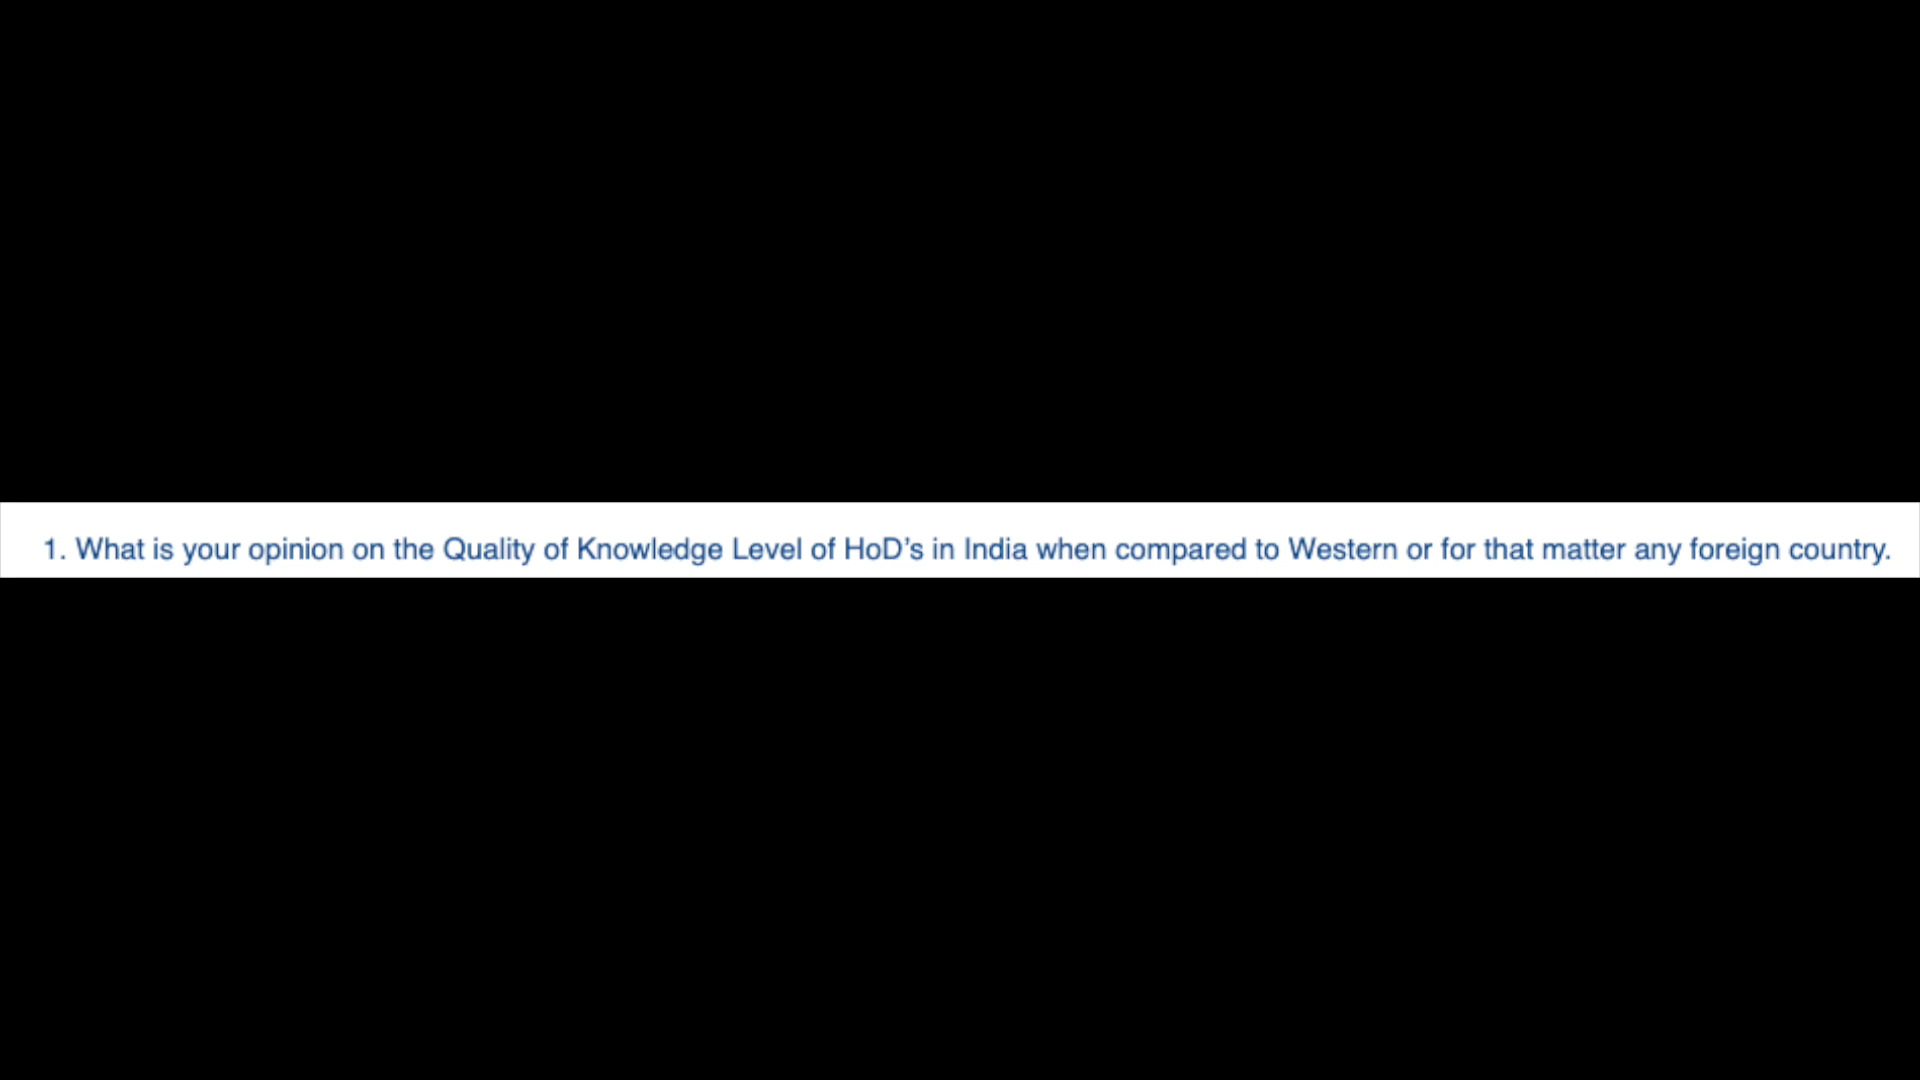 1. What is your opinion on the Quality of Knowledge Level of HoD’s in India when compared to Western or for that matter any foreign country.